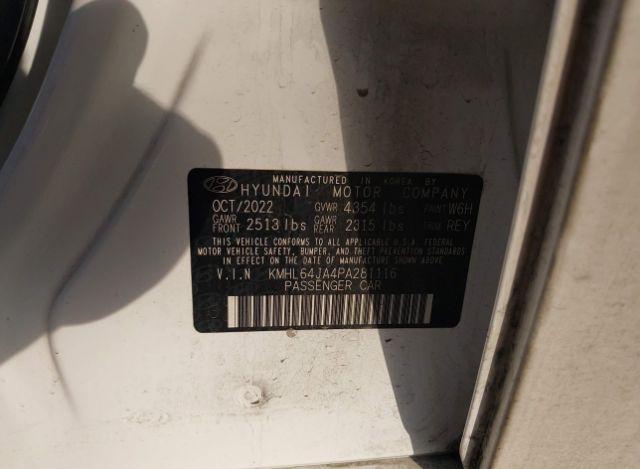 MANUFACTURED IN KOREA BY
HYUNDAI MOTOR COMPANY
OCT/2022 GVWR 4354 lbs PAINT W6H
GAWR FRONT 2513 lbs GAWR REAR 2315 lbs TRIM REY
THIS VEHICLE CONFORMS TO ALL APPLICABLE U.S.A. FEDERAL
MOTOR VEHICLE SAFETY, BUMPER, AND THEFT PREVENTION STANDARDS
IN EFFECT ON THE DATE OF MANUFACTURE SHOWN ABOVE.
V.I.N KMHL64JA4PA281116
PASSENGER CAR